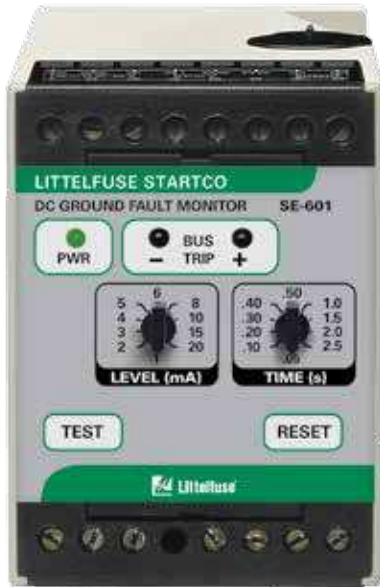 LITTELFUSE STARTCO
DC GROUND FAULT MONITOR SE-601
PWR
BUS
– TRIP +
6
5 8
4 10
3 15
2 20
1
LEVEL (mA)
.50
.40 1.0
.30 1.5
.20 2.0
.10 2.5
.05
TIME (s)
TEST
RESET
Littelfuse